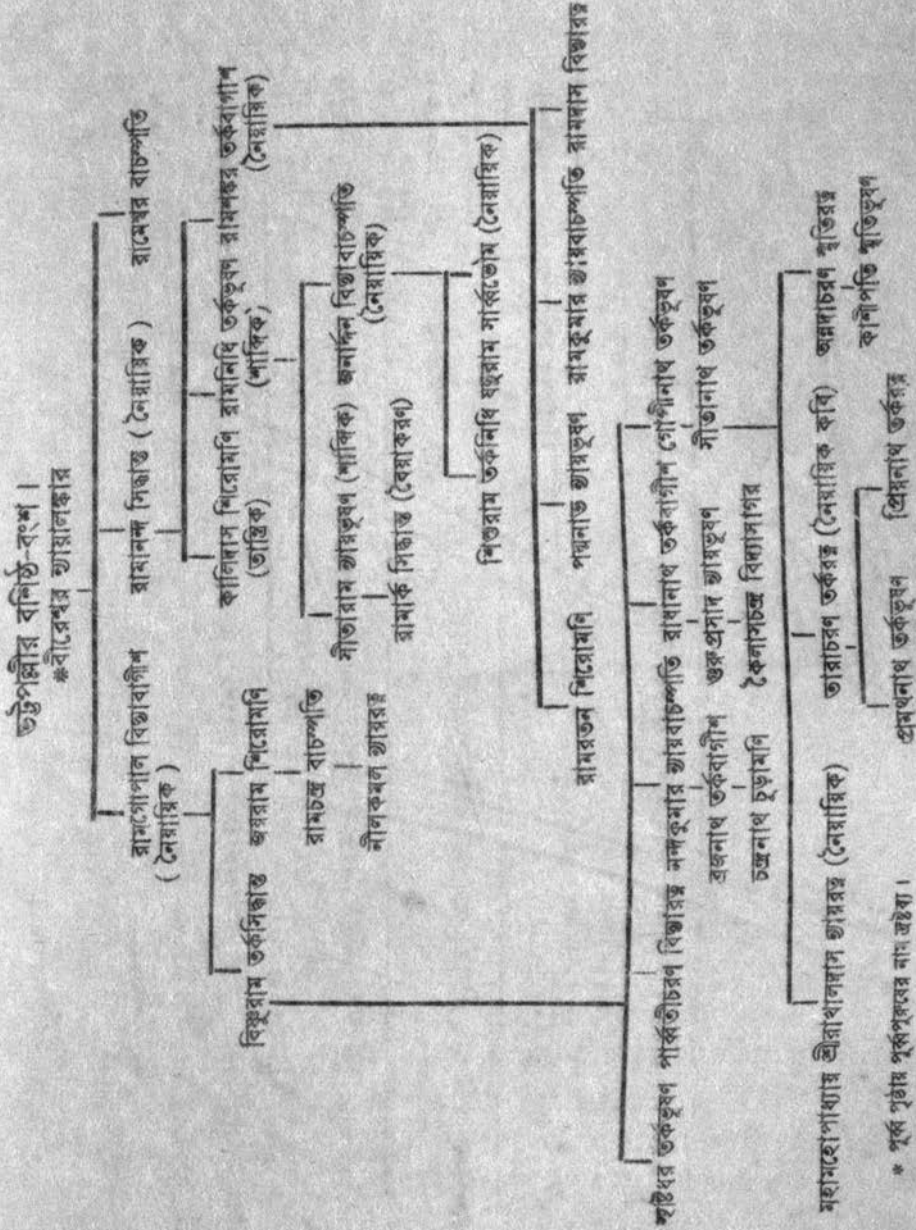 ভট্টপল্লীর বশিষ্ঠ-বংশ।
*বীরেশ্বর ন্যায়ালঙ্কার
রামগোপাল বিদ্যাবাগীশ রামানন্দ সিদ্ধান্ত ( নৈয়ায়িক ) রামেশ্বর বাচস্পতি
( নৈয়ায়িক )
কালিদাস শিরোমণি রামনিধি তর্কভূষণ রামশঙ্কর তর্কবাগীশ
(তান্ত্রিক) (শাব্দিক) (নৈয়ায়িক)
বিষ্ণুরাম তর্কসিদ্ধান্ত জয়রাম শিরোমণি
সীতারাম ন্যায়ভূষণ (শাব্দিক) জনার্দ্দন বিদ্যাবাচস্পতি
(নৈয়ায়িক)
রামচন্দ্র বাচস্পতি
রামার্ক সিদ্ধান্ত (বৈয়াকরণ)
নীলকমল ন্যায়রত্ন
শিশুরাম তর্কনিধি যদুরাম সার্ব্বভৌম (নৈয়ায়িক)
রামরতন শিরোমণি পদ্মনাভ ন্যায়ভূষণ রামকুমার ন্যায়বাচস্পতি রামদাস বিদ্যারত্ন
সৃষ্টিধর তর্কভূষণ পার্ব্বতীচরণ বিদ্যারত্ন নন্দকুমার ন্যায়বাচস্পতি রাধানাথ তর্কবাগীশ গোপীনাথ তর্কভূষণ
ব্রজনাথ তর্কবাগীশ গুরুপ্রসাদ ন্যায়ভূষণ সীতানাথ তর্কভূষণ
চন্দ্রনাথ চূড়ামণি কৈলাসচন্দ্র বিদ্যাসাগর
মহামহোপাধ্যায় শ্রীরাখালদাস ন্যায়রত্ন (নৈয়ায়িক) তারাচরণ তর্করত্ন (নৈয়ায়িক কবি) অন্নদাচরণ স্মৃতিরত্ন
কাশীপতি স্মৃতিভূষণ
প্রমথনাথ তর্কভূষণ প্রিয়নাথ তর্করত্ন
* পূর্ব্ব পৃষ্ঠায় পূর্ব্বপুরুষের নাম দ্রষ্টব্য।